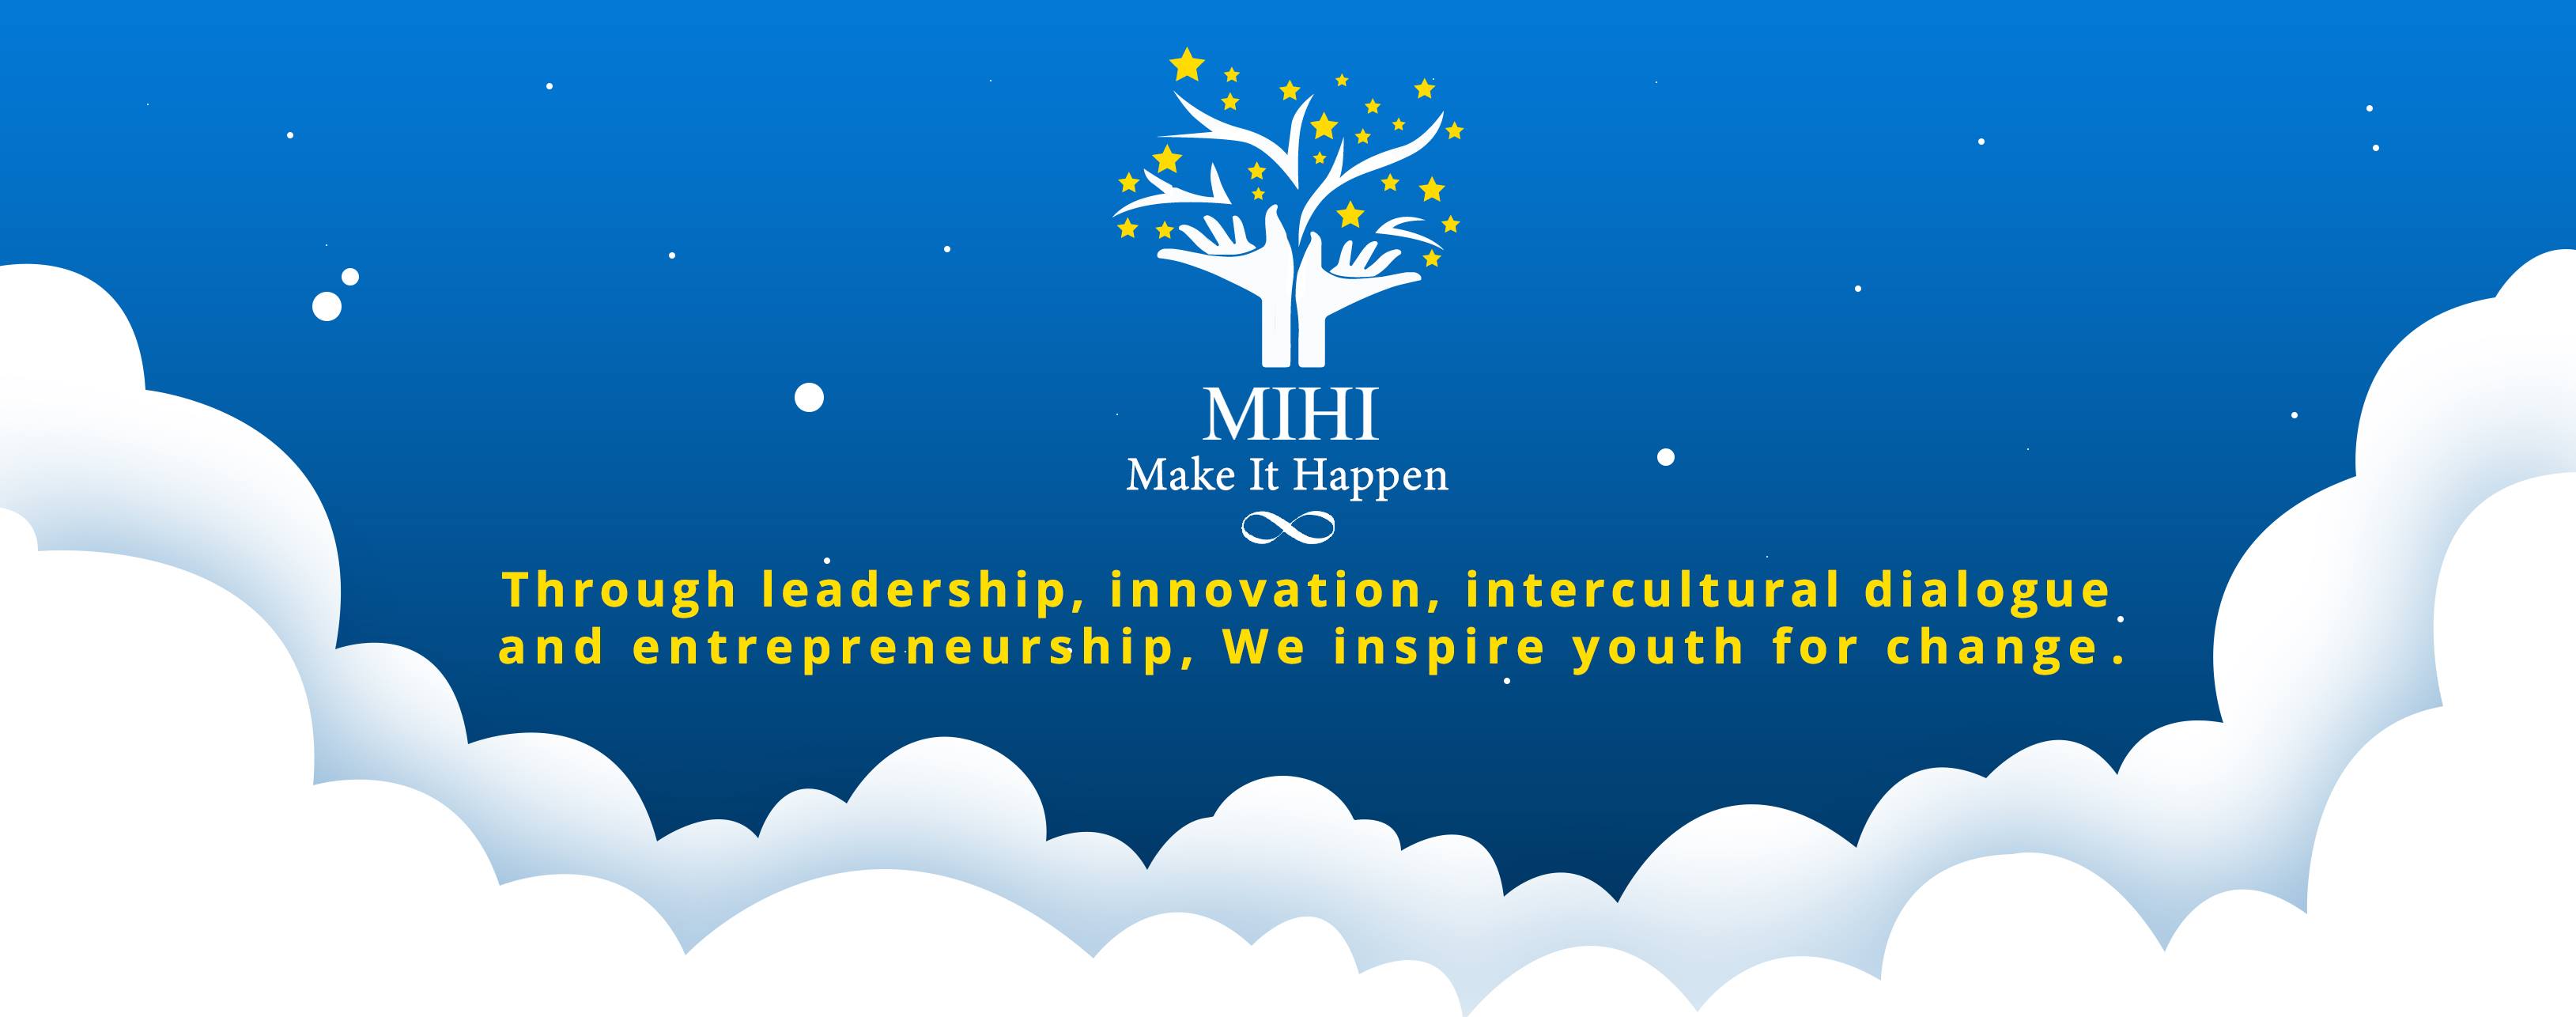 MIHI
Make It Happen
Through leadership, innovation, intercultural dialogue
and entrepreneurship, We inspire youth for change.